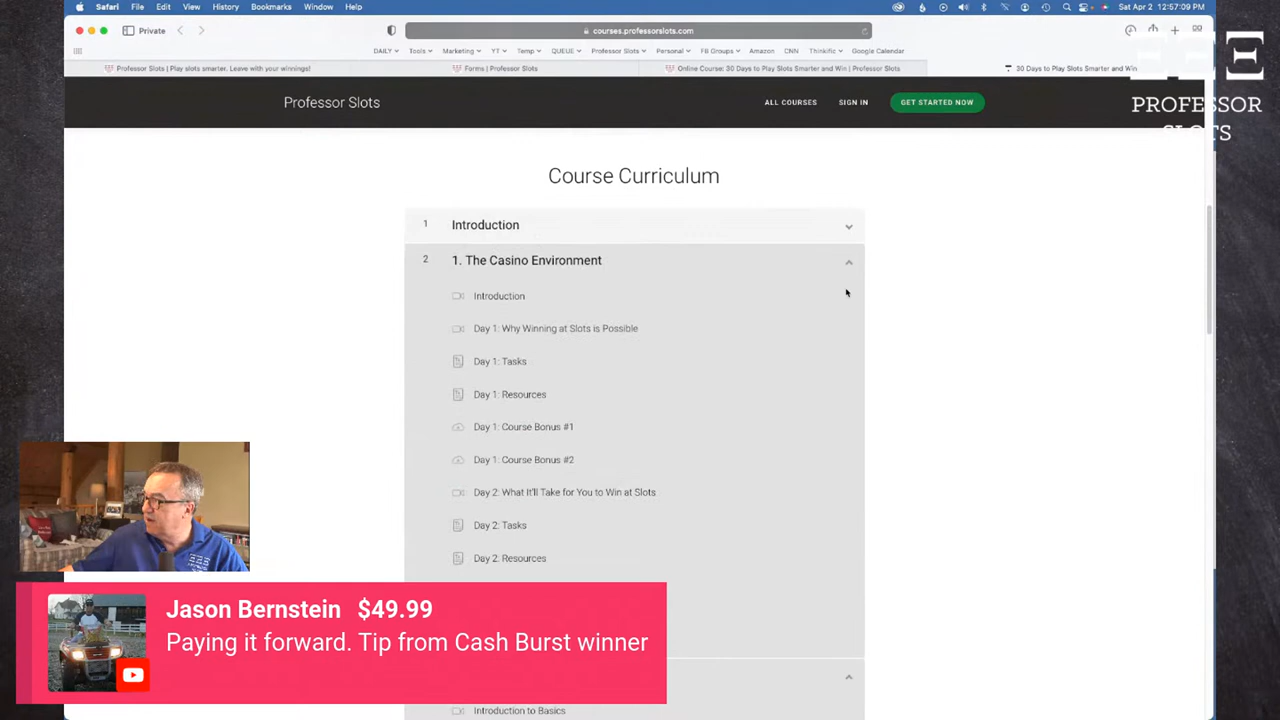 Safari File Edit View History Bookmarks Window Help
Sat Apr 2 12:57:09 PM
Private
courses.professorslots.com
DAILY Tools Marketing YT Temp QUEUE Professor Slots Personal FB Groups Amazon CNN Thinkific Google Calendar
Professor Slots | Play slots smarter. Leave with your winnings!
Forms | Professor Slots
Online Course: 30 Days to Play Slots Smarter and Win | Professor Slots
30 Days to Play Slots Smarter and Win
Professor Slots
ALL COURSES
SIGN IN
GET STARTED NOW
PROFESSOR
SLOTS
Course Curriculum
1 Introduction
2 1. The Casino Environment
Introduction
Day 1: Why Winning at Slots is Possible
Day 1: Tasks
Day 1: Resources
Day 1: Course Bonus #1
Day 1: Course Bonus #2
Day 2: What It'll Take for You to Win at Slots
Day 2: Tasks
Day 2: Resources
Jason Bernstein $49.99
Paying it forward. Tip from Cash Burst winner
Introduction to Basics